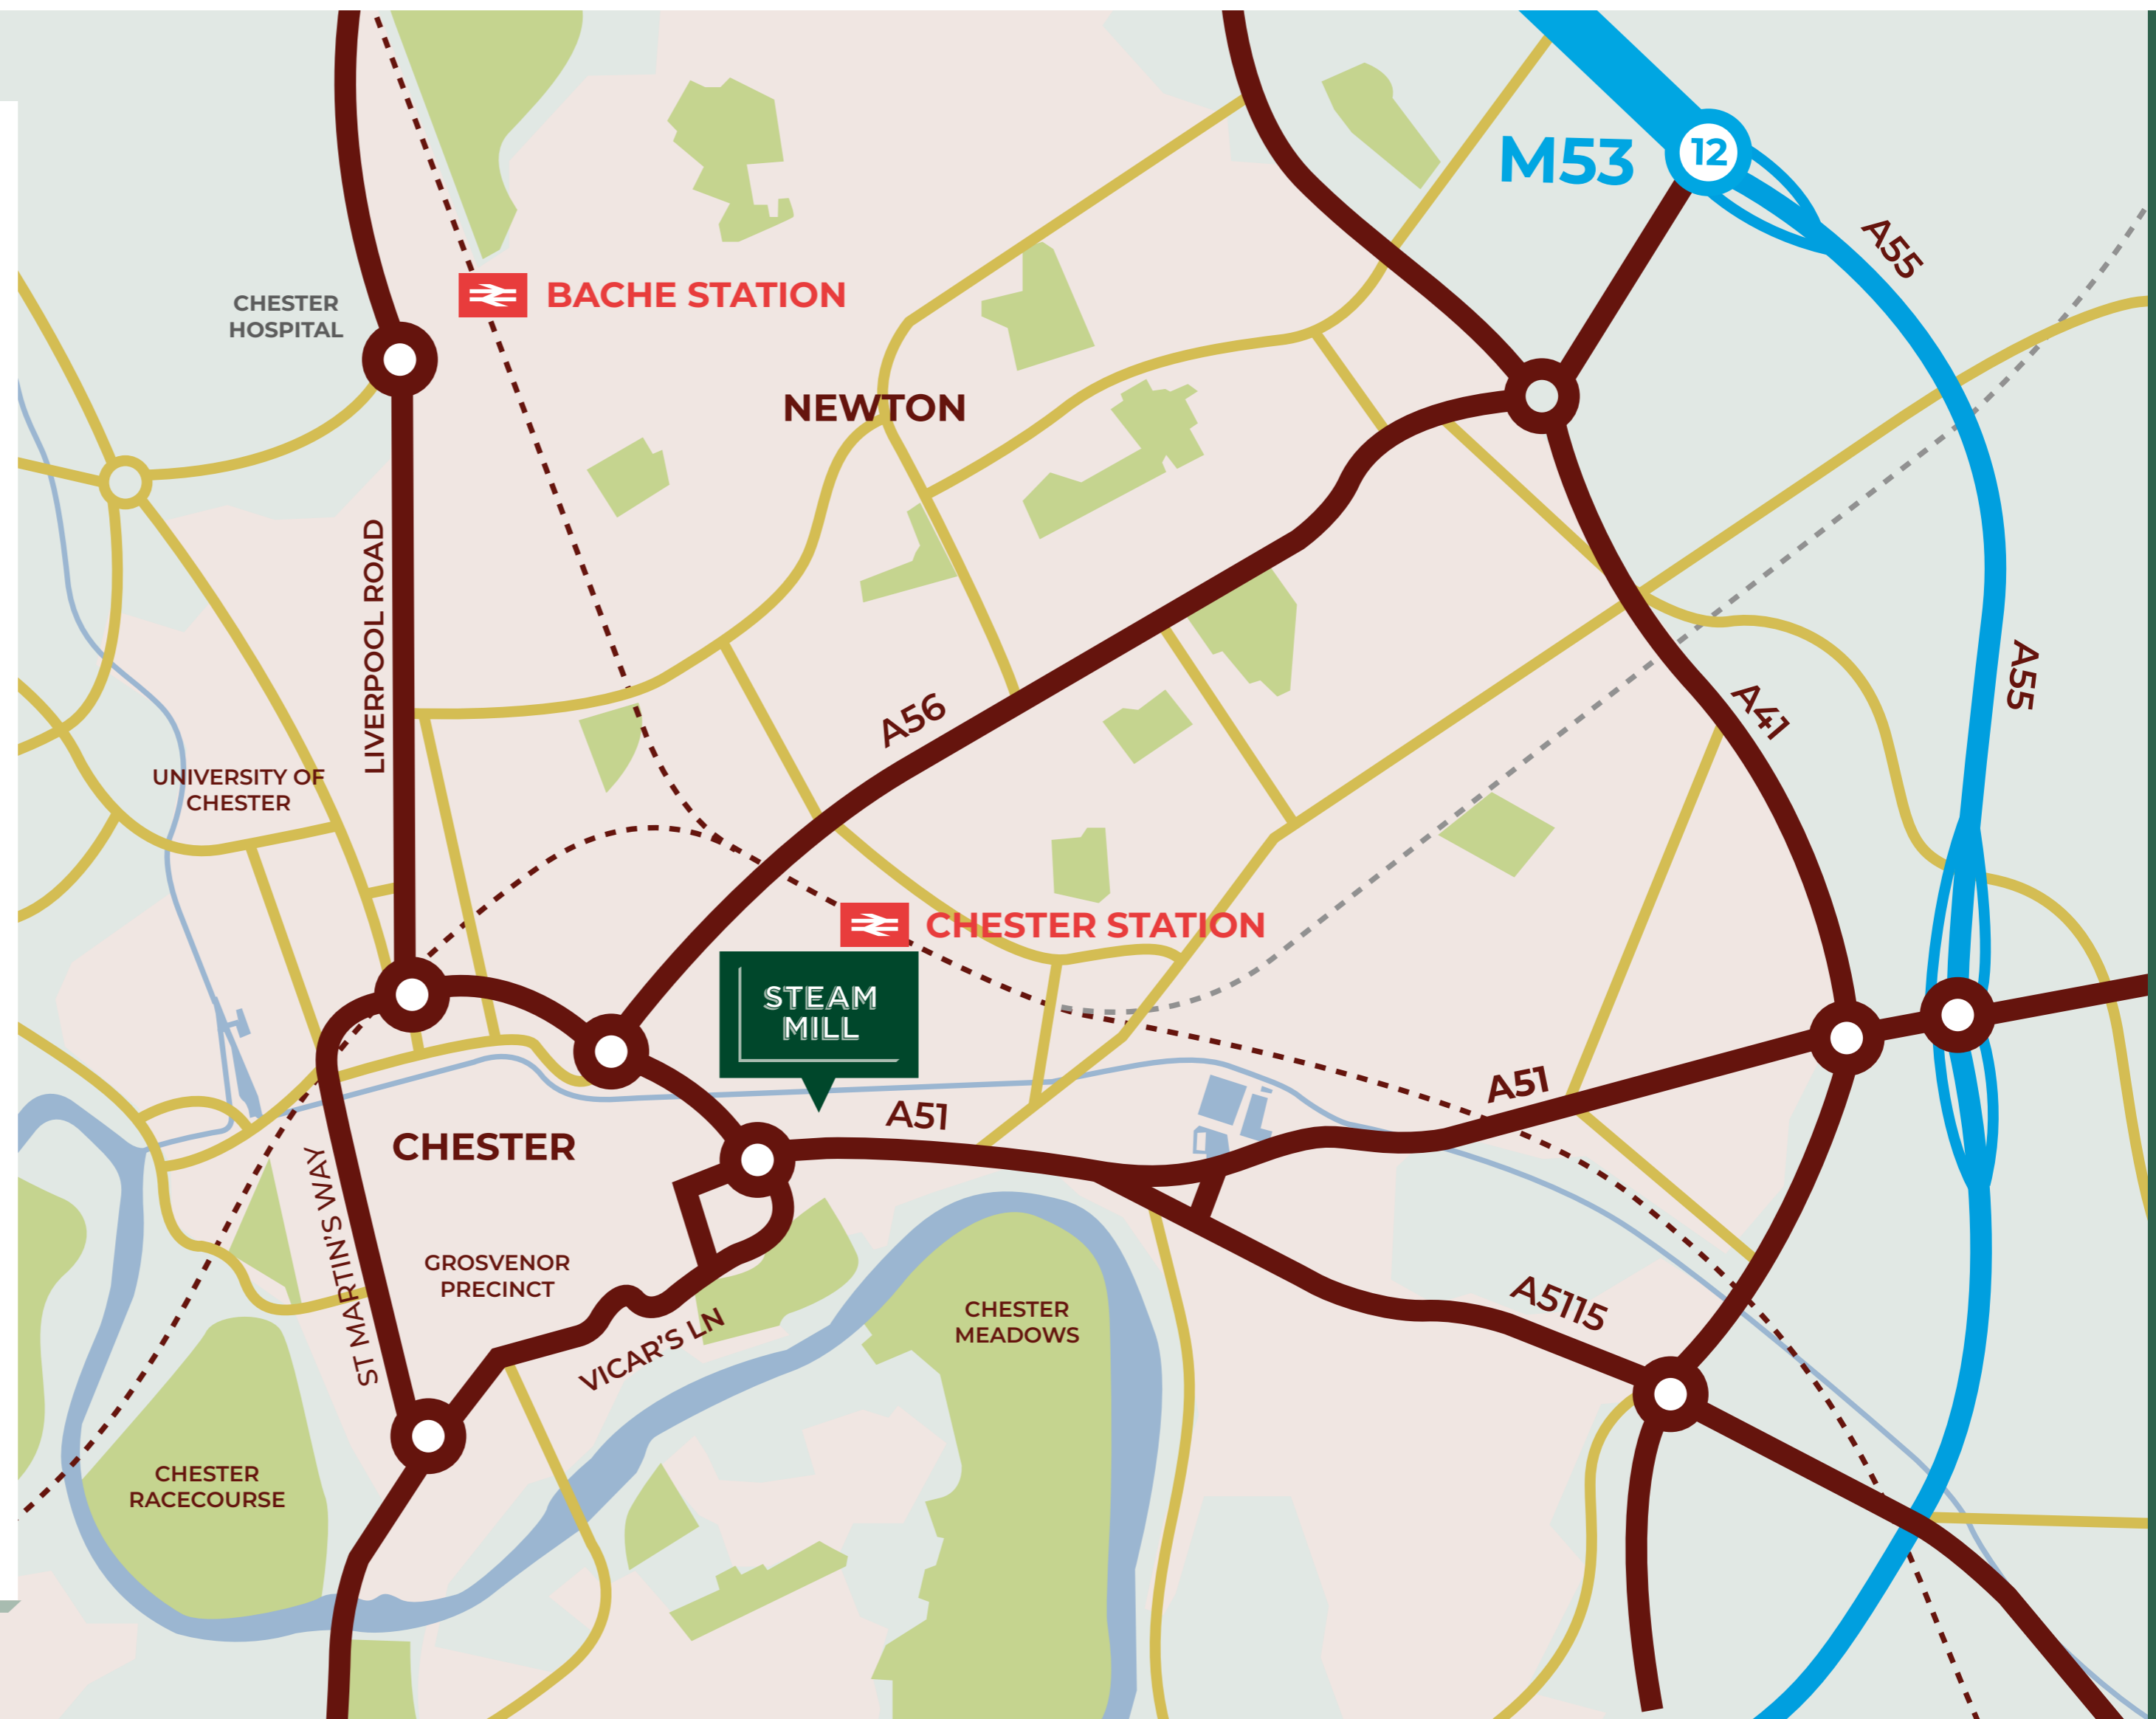 M53
12
A55
CHESTER
HOSPITAL
BACHE STATION
NEWTON
LIVERPOOL ROAD
A56
A41
A55
UNIVERSITY OF
CHESTER
CHESTER STATION
STEAM
MILL
A51
A51
CHESTER
ST MARTIN'S WAY
GROSVENOR
PRECINCT
VICAR'S LN
CHESTER
MEADOWS
A5115
CHESTER
RACECOURSE